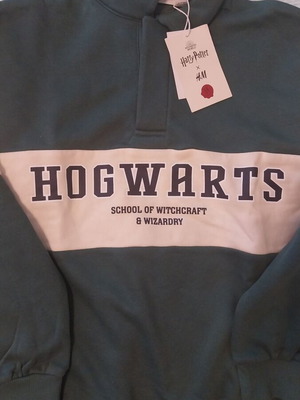 Harry Potter
x
H&M
HOGWARTS
SCHOOL OF WITCHCRAFT
& WIZARDRY